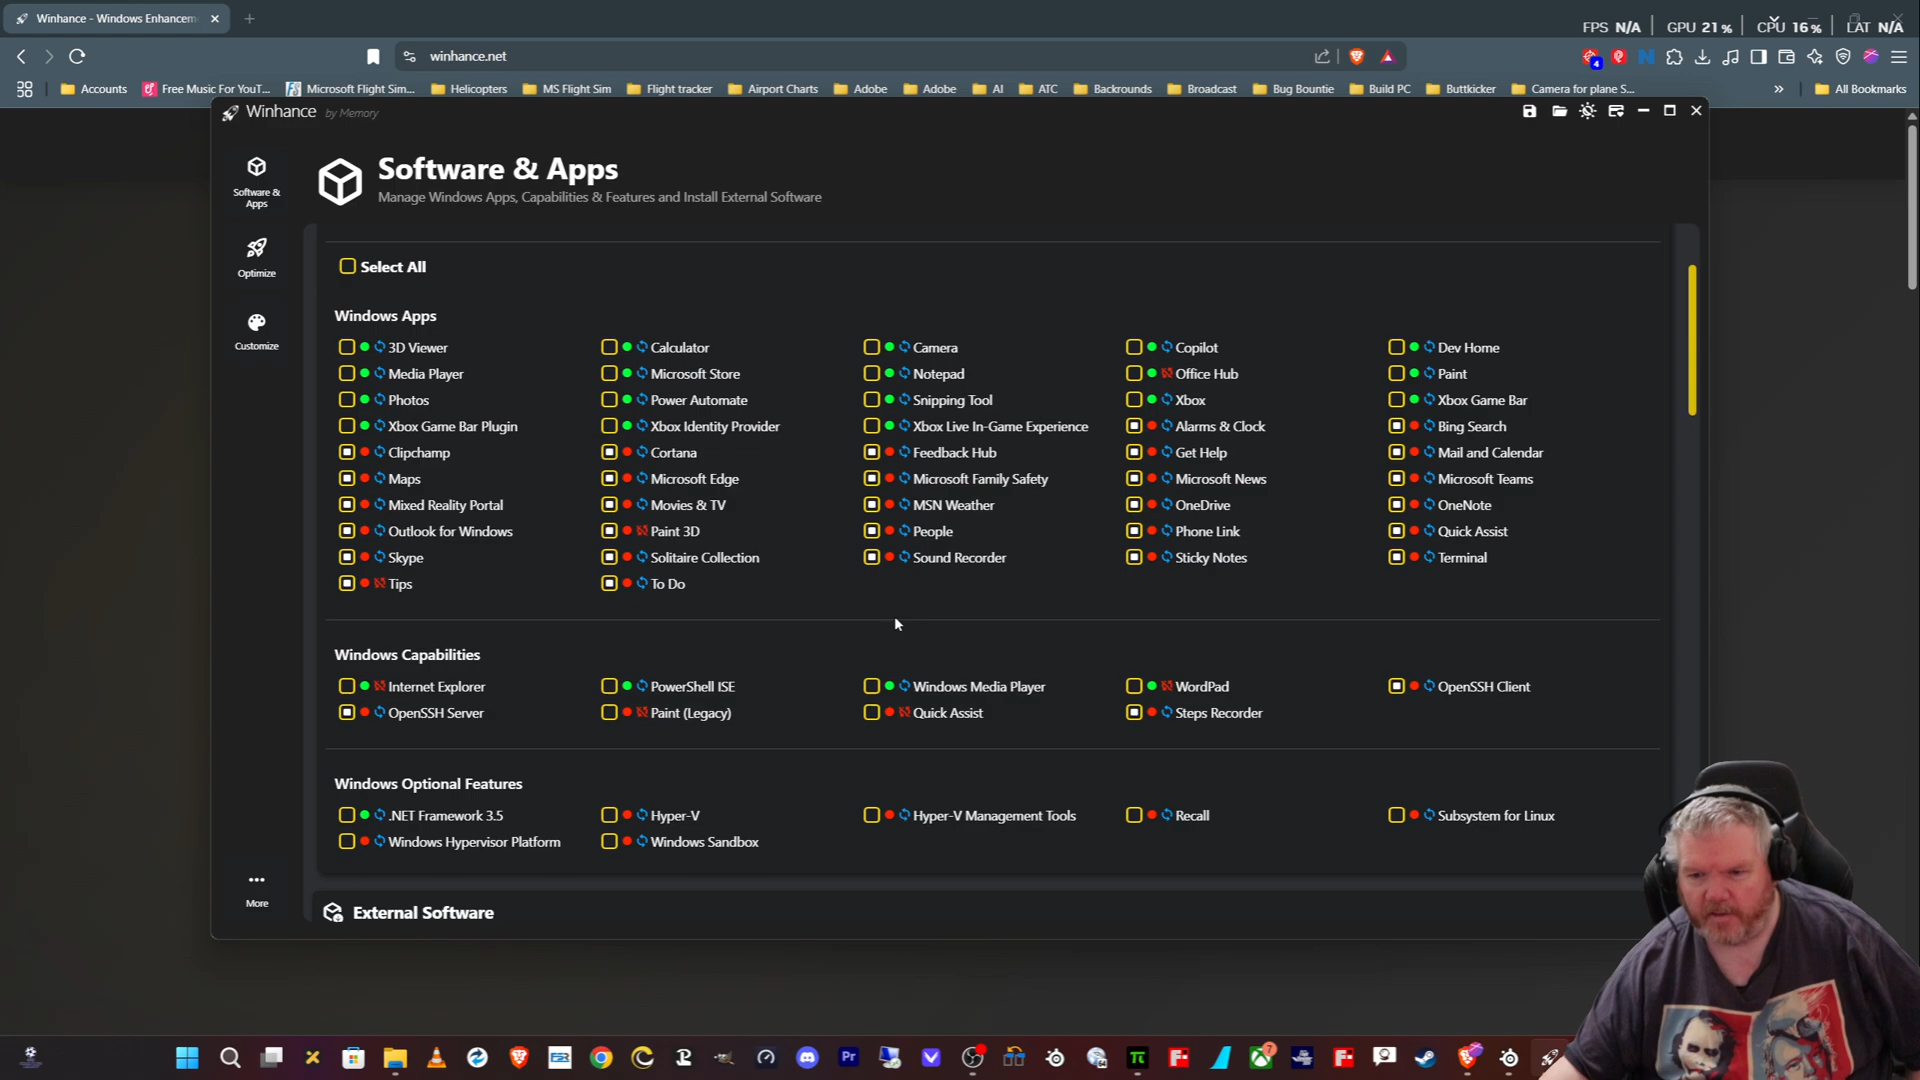 Winhance - Windows Enhancem
FPS N/A GPU 21 % CPU 16 % LAT N/A
winhance.net
4
Accounts Free Music For YouT... Microsoft Flight Sim... Helicopters MS Flight Sim Flight tracker Airport Charts Adobe Adobe AI ATC Backrounds Broadcast Bug Bountie Build PC Buttkicker Camera for plane S... » All Bookmarks
Winhance by Memory
Software & Apps
Manage Windows Apps, Capabilities & Features and Install External Software
Software & Apps
Optimize
Customize
More
Select All
Windows Apps
3D Viewer Calculator Camera Copilot Dev Home
Media Player Microsoft Store Notepad Office Hub Paint
Photos Power Automate Snipping Tool Xbox Xbox Game Bar
Xbox Game Bar Plugin Xbox Identity Provider Xbox Live In-Game Experience Alarms & Clock Bing Search
Clipchamp Cortana Feedback Hub Get Help Mail and Calendar
Maps Microsoft Edge Microsoft Family Safety Microsoft News Microsoft Teams
Mixed Reality Portal Movies & TV MSN Weather OneDrive OneNote
Outlook for Windows Paint 3D People Phone Link Quick Assist
Skype Solitaire Collection Sound Recorder Sticky Notes Terminal
Tips To Do
Windows Capabilities
Internet Explorer PowerShell ISE Windows Media Player WordPad OpenSSH Client
OpenSSH Server Paint (Legacy) Quick Assist Steps Recorder
Windows Optional Features
.NET Framework 3.5 Hyper-V Hyper-V Management Tools Recall Subsystem for Linux
Windows Hypervisor Platform Windows Sandbox
External Software
FSR Pr 7